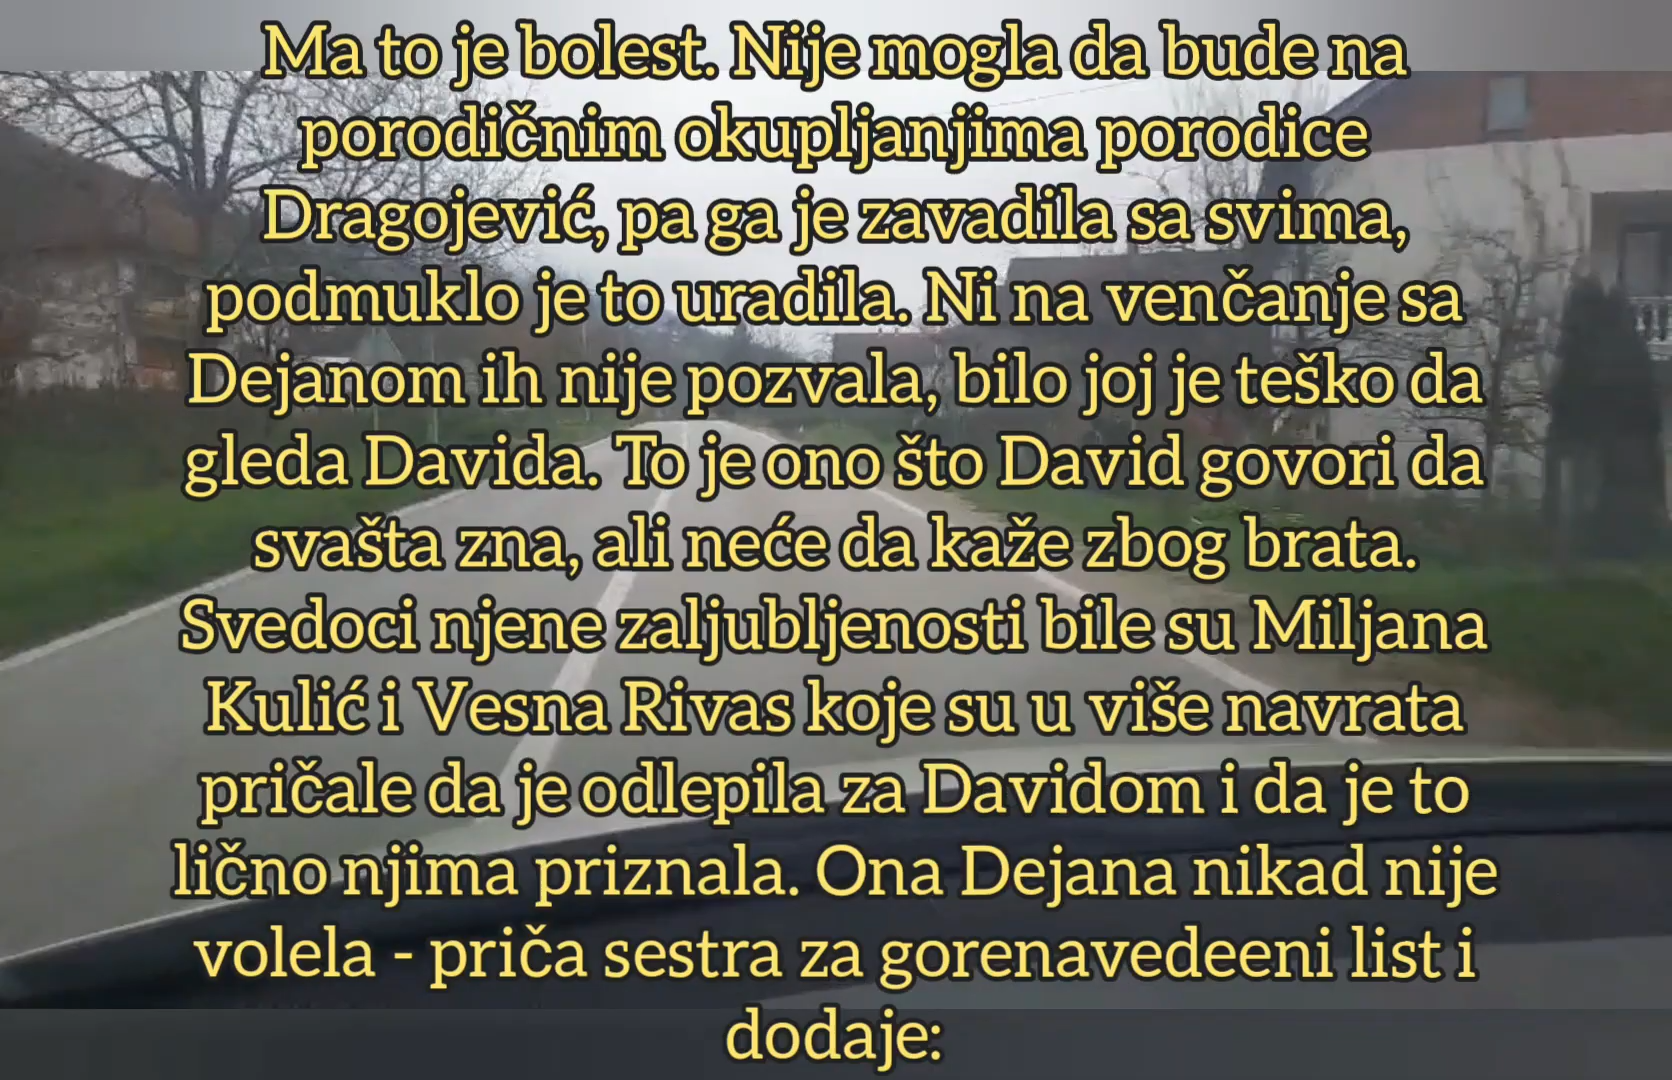 Ma to je bolest. Nije mogla da bude na
porodičnim okupljanjima porodice
Dragojević, pa ga je zavadila sa svima,
podmuklo je to uradila. Ni na venčanje sa
Dejanom ih nije pozvala, bilo joj je teško da
gleda Davida. To je ono što David govori da
svašta zna, ali neće da kaže zbog brata.
Svedoci njene zaljubljenosti bile su Miljana
Kulić i Vesna Rivas koje su u više navrata
pričale da je odlepila za Davidom i da je to
lično njima priznala. Ona Dejana nikad nije
volela - priča sestra za gorenavedeeni list i
dodaje: